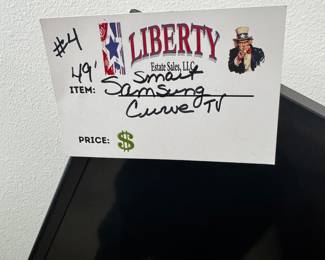 #4
LIBERTY
Estate Sales, LLC
49' Smart
ITEM: Samsung
Curve TV
PRICE: $